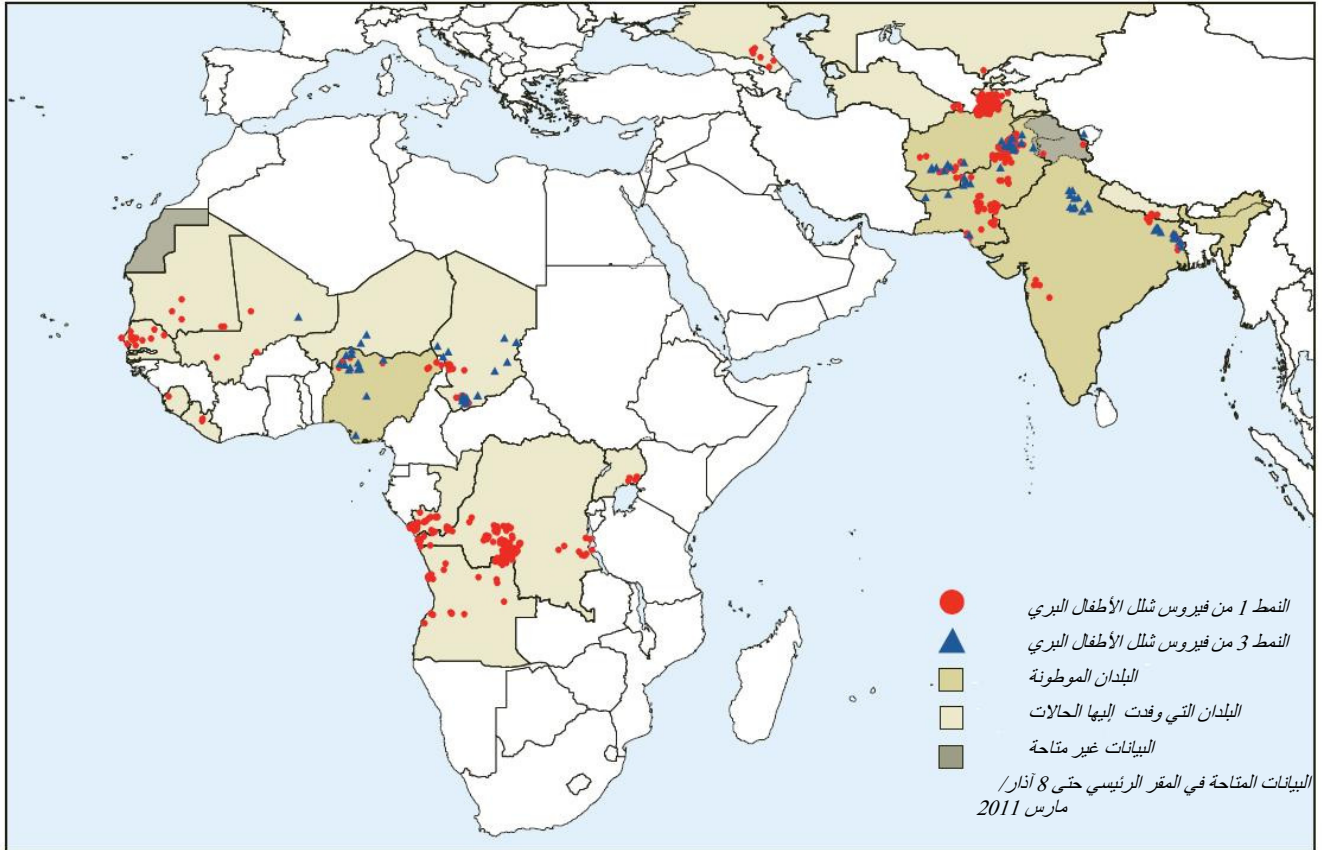 النمط 1 من فيروس شلل الأطفال البري
النمط 3 من فيروس شلل الأطفال البري
البلدان الموطونة
البلدان التي وفدت إليها الحالات
البيانات غير متاحة
البيانات المتاحة في المقر الرئيسي حتى 8 آذار/
مارس 2011